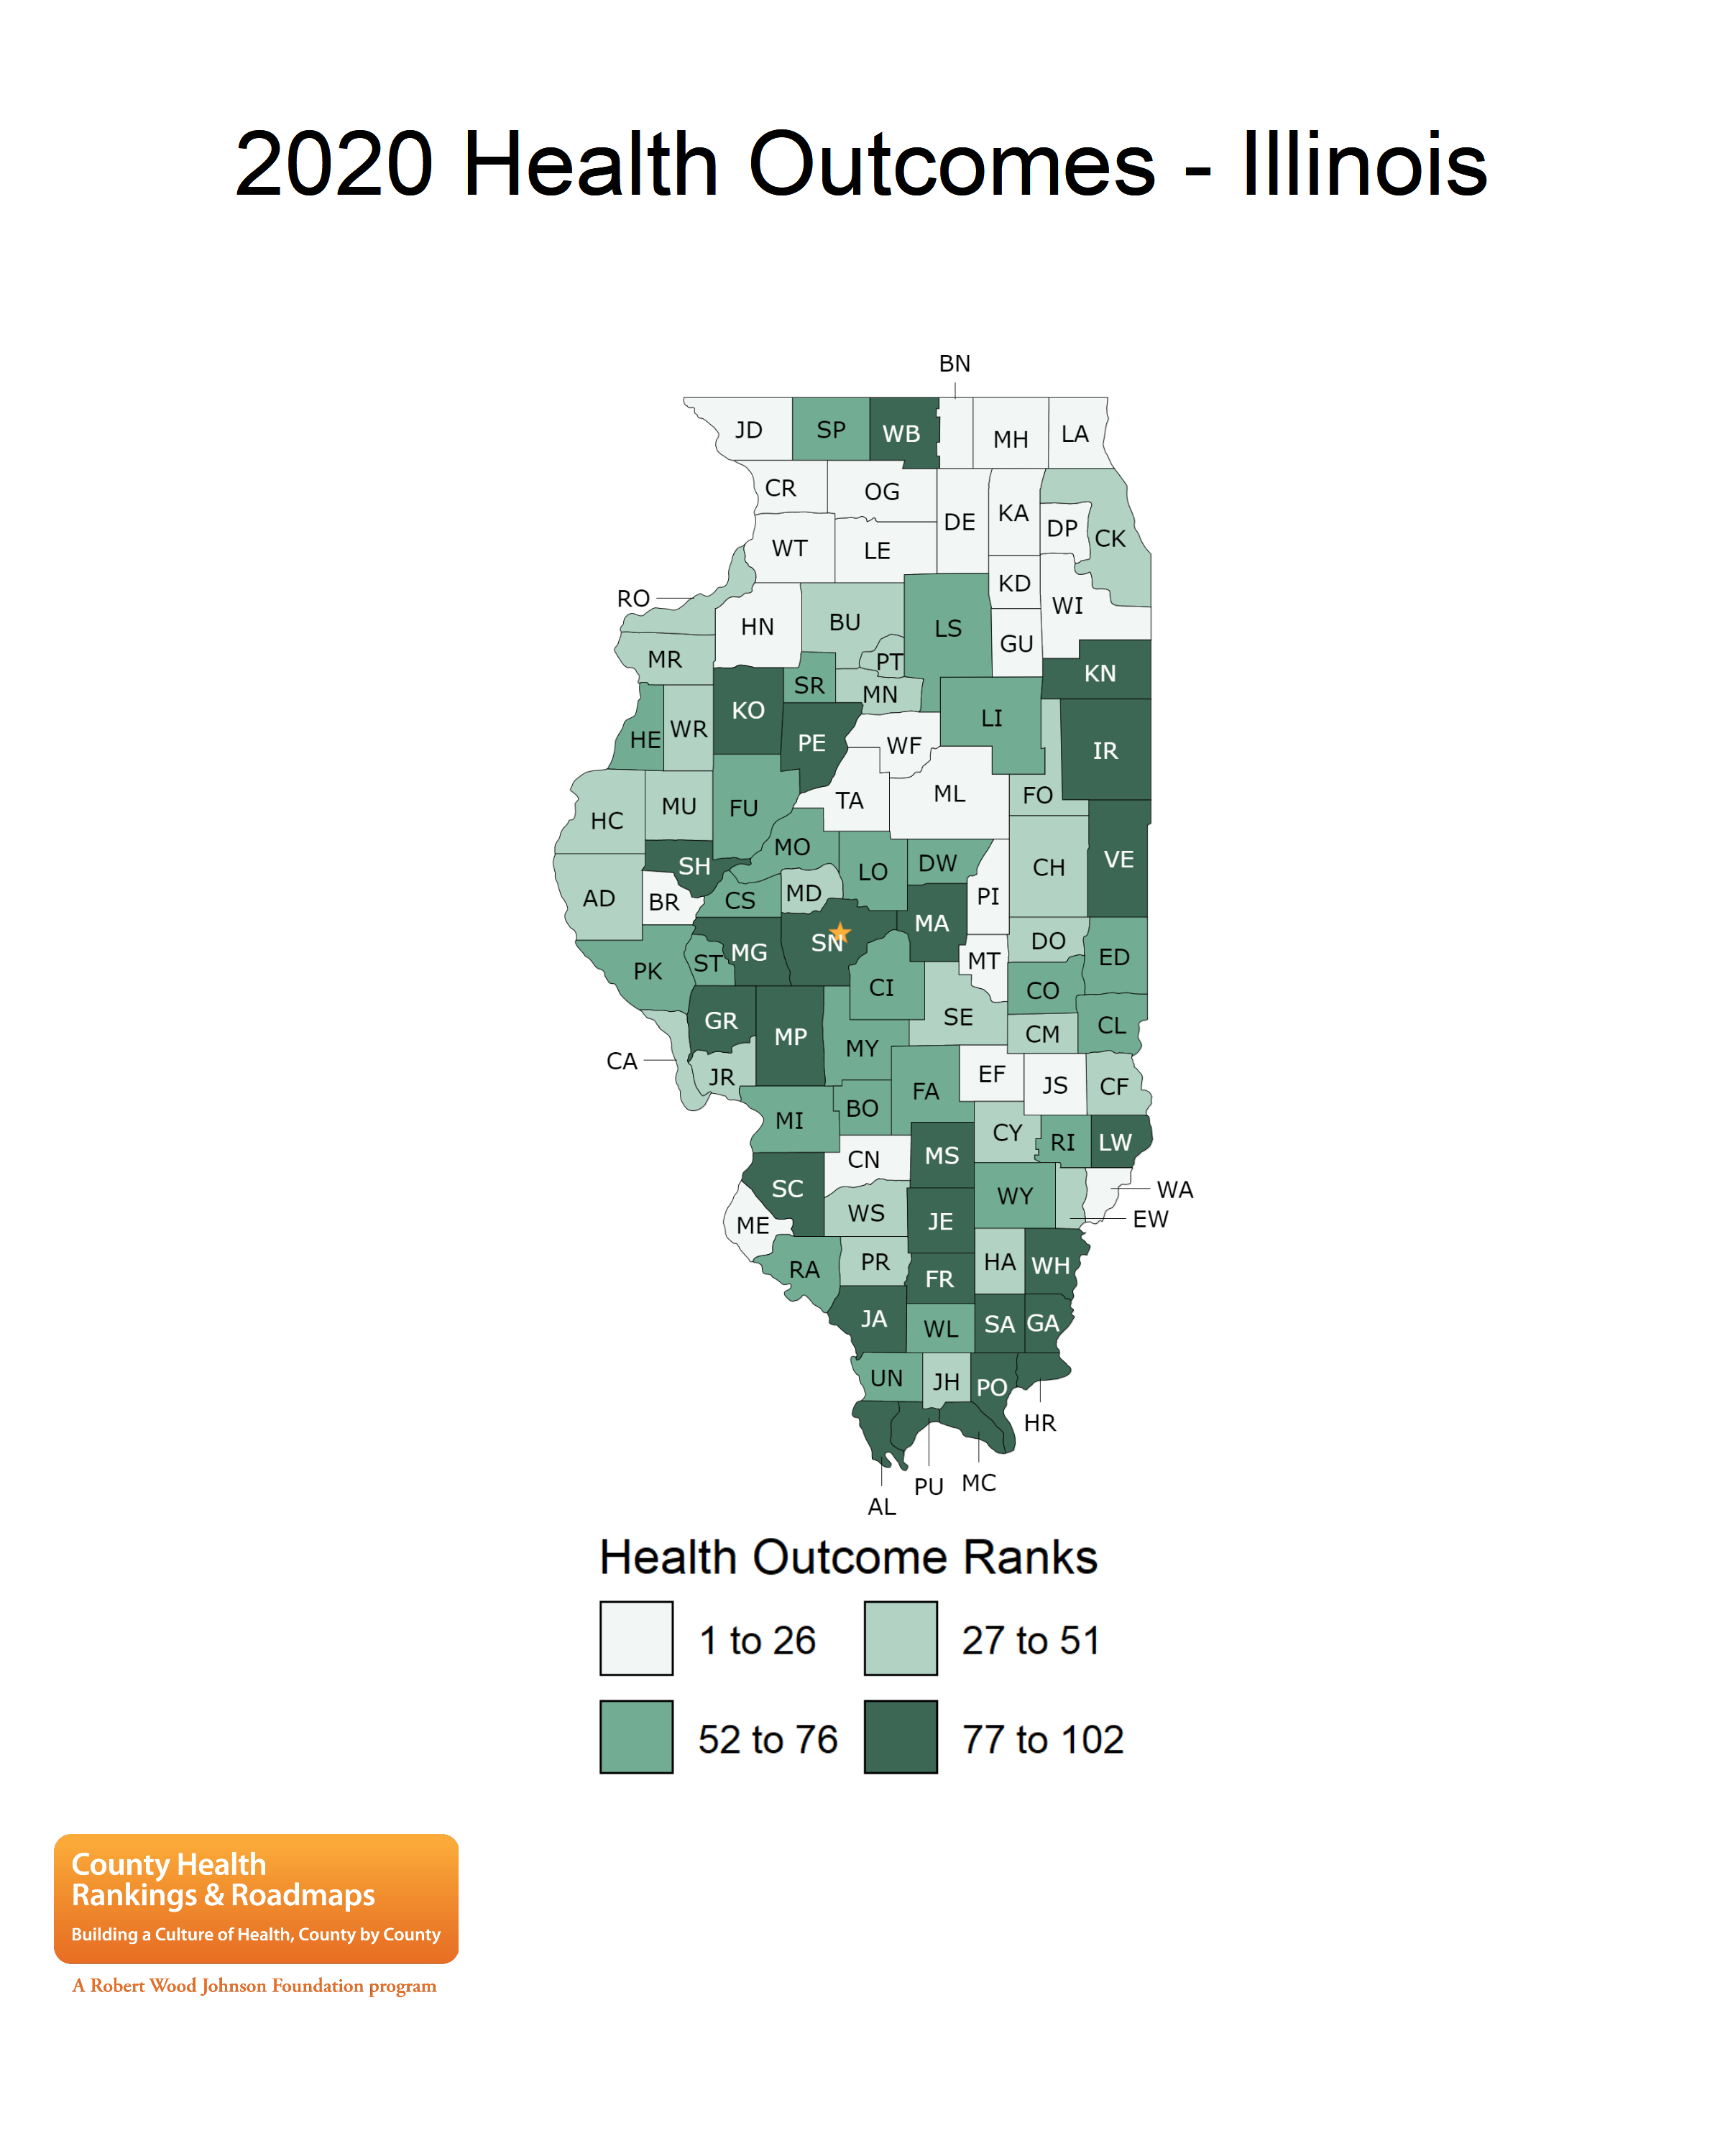 2020 Health Outcomes - Illinois
BN
JD
SP
WB
MH
LA
CR
OG
DE
KA
DP
CK
WT
LE
KD
WI
RO
HN
BU
LS
GU
MR
PT
KN
SR
MN
KO
LI
HE
WR
PE
WF
IR
TA
ML
FO
HC
MU
FU
MO
LO
DW
VE
SH
CH
AD
BR
CS
MD
PI
MA
SN
DO
MG
ST
PK
MT
ED
CI
CO
GR
SE
CL
MP
MY
CM
CA
JR
EF
JS
CF
FA
BO
MI
CY
RI
LW
CN
MS
SC
WY
WA
ME
WS
JE
EW
RA
PR
HA
WH
FR
JA
WL
SA
GA
UN
JH
PO
HR
PU
MC
AL
Health Outcome Ranks
1 to 26
27 to 51
52 to 76
77 to 102
County Health
Rankings & Roadmaps
Building a Culture of Health, County by County
A Robert Wood Johnson Foundation program